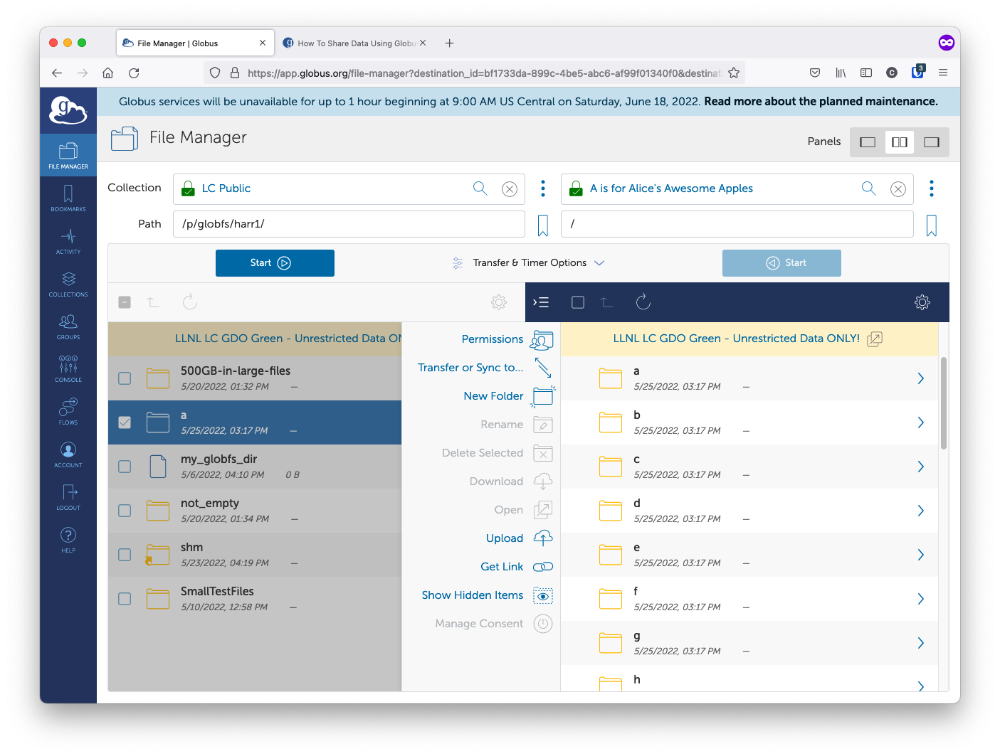 File Manager | Globus
How To Share Data Using Globu
https://app.globus.org/file-manager?destination_id=bf1733da-899c-4be5-abc6-af99f01340f0&destinat
C
3
g
Globus services will be unavailable for up to 1 hour beginning at 9:00 AM US Central on Saturday, June 18, 2022. Read more about the planned maintenance.
File Manager
Panels
FILE MANAGER
BOOKMARKS
ACTIVITY
COLLECTIONS
GROUPS
CONSOLE
FLOWS
ACCOUNT
LOGOUT
HELP
Collection
LC Public
A is for Alice's Awesome Apples
Path
/p/globfs/harr1/
/
Start
Transfer & Timer Options
Start
LLNL LC GDO Green - Unrestricted Data
500GB-in-large-files
5/20/2022, 01:32 PM —
a
5/25/2022, 03:17 PM —
my_globfs_dir
5/6/2022, 04:10 PM 0 B
not_empty
5/20/2022, 01:34 PM —
shm
5/23/2022, 04:19 PM —
SmallTestFiles
5/10/2022, 12:58 PM —
Permissions
Transfer or Sync to...
New Folder
Rename
Delete Selected
Download
Open
Upload
Get Link
Show Hidden Items
Manage Consent
LLNL LC GDO Green - Unrestricted Data ONLY!
a
5/25/2022, 03:17 PM —
b
5/25/2022, 03:17 PM —
c
5/25/2022, 03:17 PM —
d
5/25/2022, 03:17 PM —
e
5/25/2022, 03:17 PM —
f
5/25/2022, 03:17 PM —
g
5/25/2022, 03:17 PM —
h